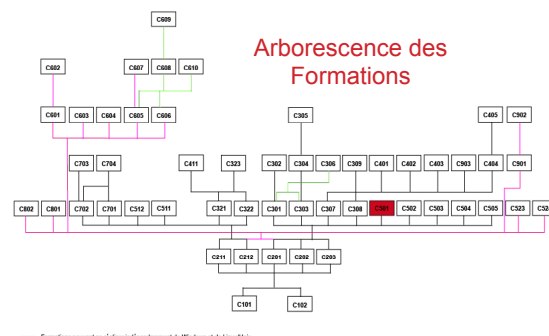 C609
Arborescence des
Formations
C602 C607 C608 C610
C601 C603 C604 C605 C606 C305 C405 C902
C703 C704 C411 C323 C302 C304 C306 C309 C401 C402 C403 C903 C404 C901
C802 C801 C702 C701 C512 C511 C321 C322 C301 C303 C307 C308 C501 C502 C503 C504 C505 C523
C211 C212 C201 C202 C203
C101 C102